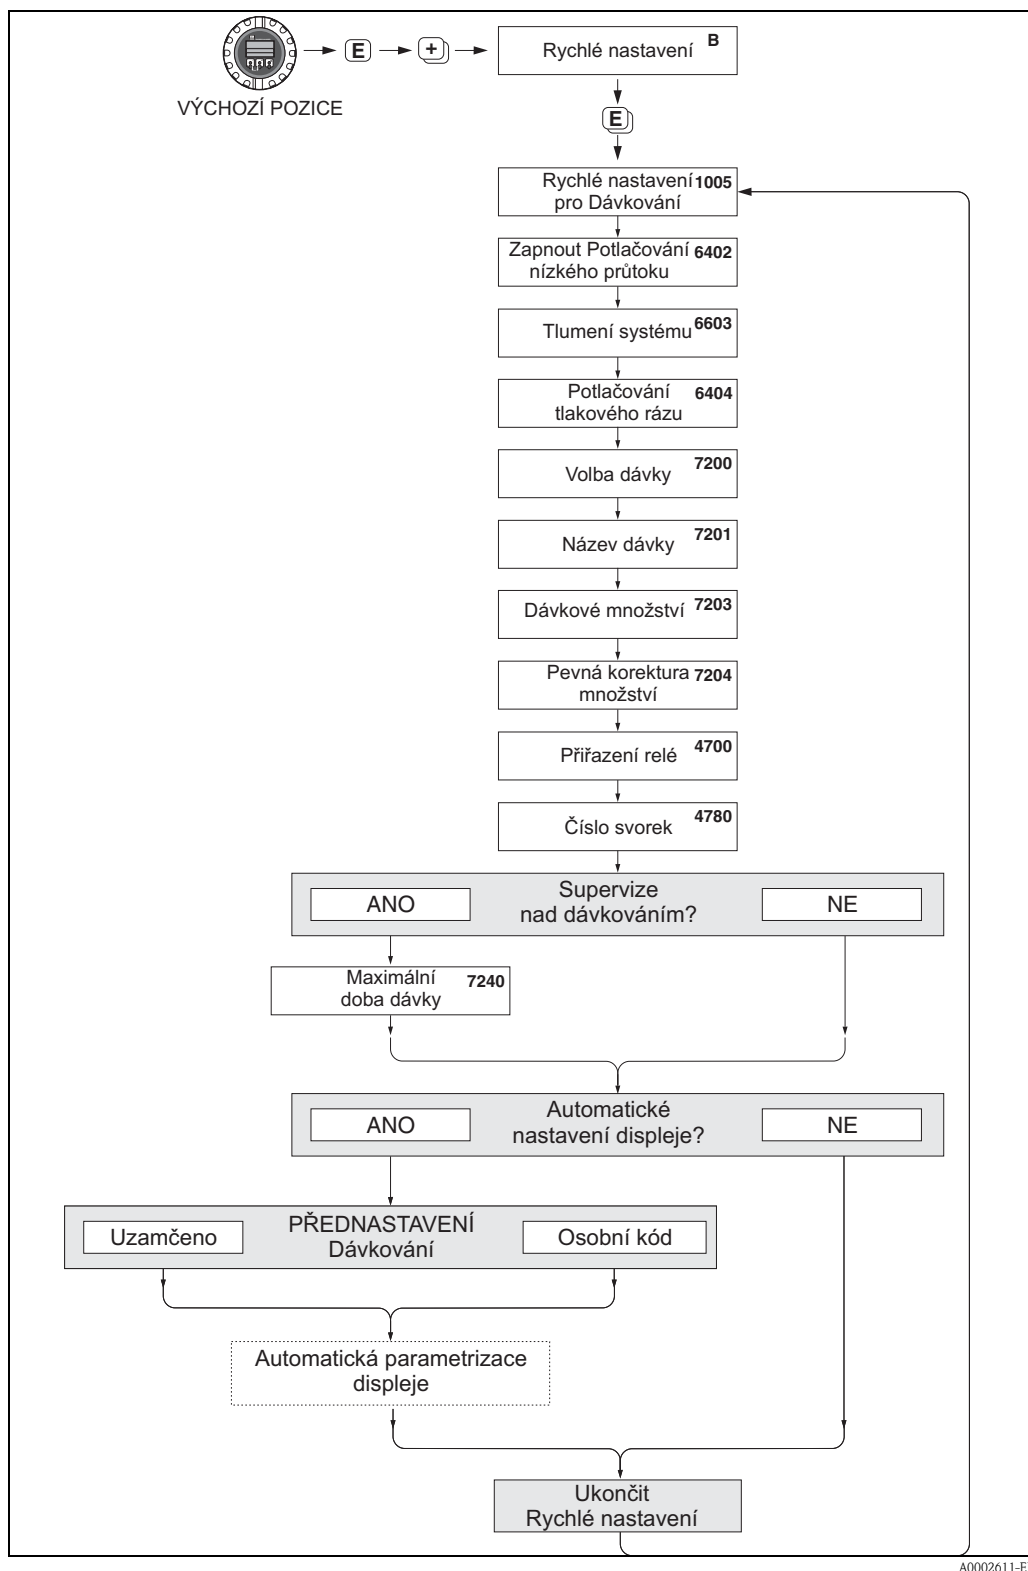 E
+
Rychlé nastavení B
VÝCHOZÍ POZICE
E
Rychlé nastavení 1005
pro Dávkování
Zapnout Potlačování 6402
nízkého průtoku
Tlumení systému 6603
Potlačování 6404
tlakového rázu
Volba dávky 7200
Název dávky 7201
Dávkové množství 7203
Pevná korektura 7204
množství
Přiřazení relé 4700
Číslo svorek 4780
ANO
Supervize
nad dávkováním?
NE
Maximální 7240
doba dávky
ANO
Automatické
nastavení displeje?
NE
Uzamčeno
PŘEDNASTAVENÍ
Dávkování
Osobní kód
Automatická parametrizace
displeje
Ukončit
Rychlé nastavení